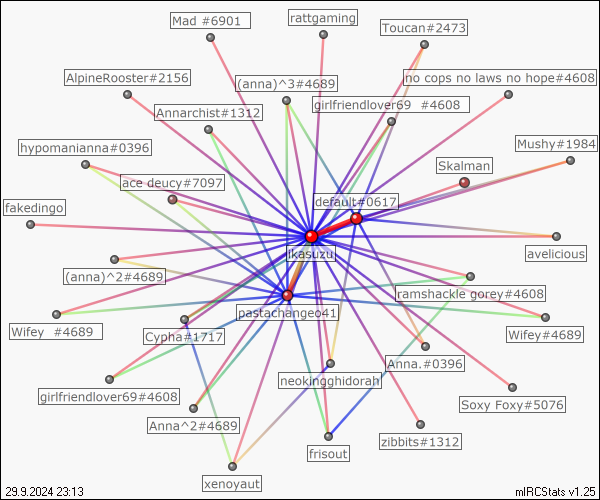 Mad #6901
rattgaming
Toucan#2473
AlpineRooster#2156
(anna)^3#4689
no cops no laws no hope#4608
Annarchist#1312
girlfriendlover69 #4608
hypomanianna#0396
Mushy#1984
ace deucy#7097
Skalman
default#0617
fakedingo
jikasuzu
avelicious
(anna)^2#4689
ramshackle gorey#4608
pastachangeo41
Wifey #4689
Cypha#1717
Wifey#4689
Anna.#0396
neokingghidorah
girlfriendlover69#4608
Soxy Foxy#5076
Anna^2#4689
zibbits#1312
frisout
xenoyaut
29.9.2024 23:13
mIRCStats v1.25